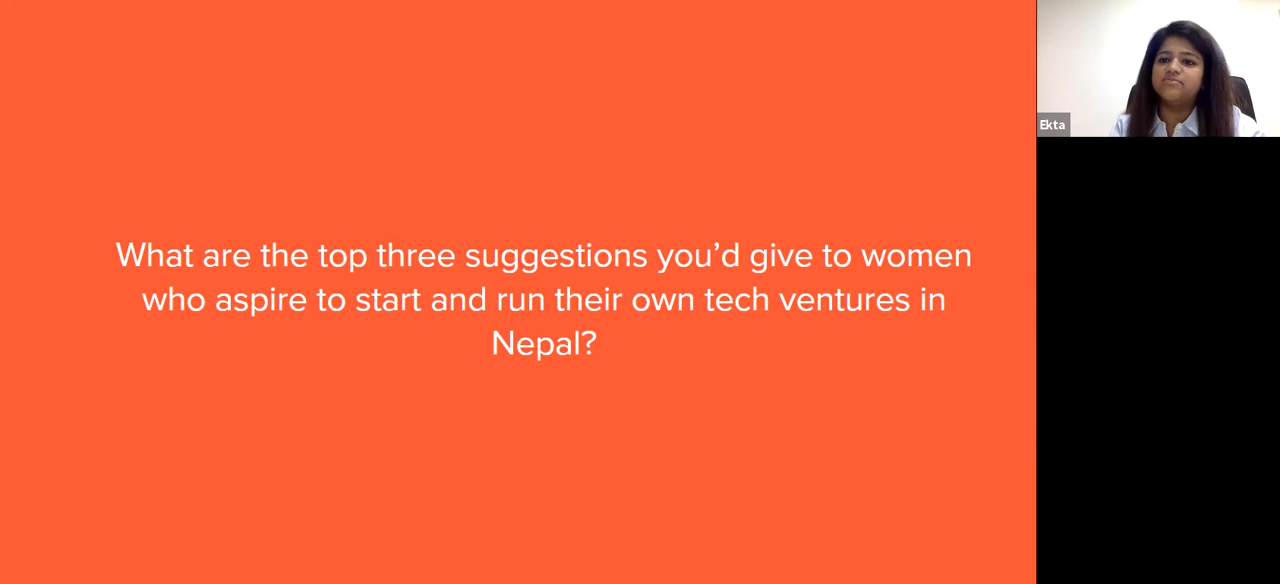 What are the top three suggestions you’d give to women
who aspire to start and run their own tech ventures in
Nepal?
Ekta